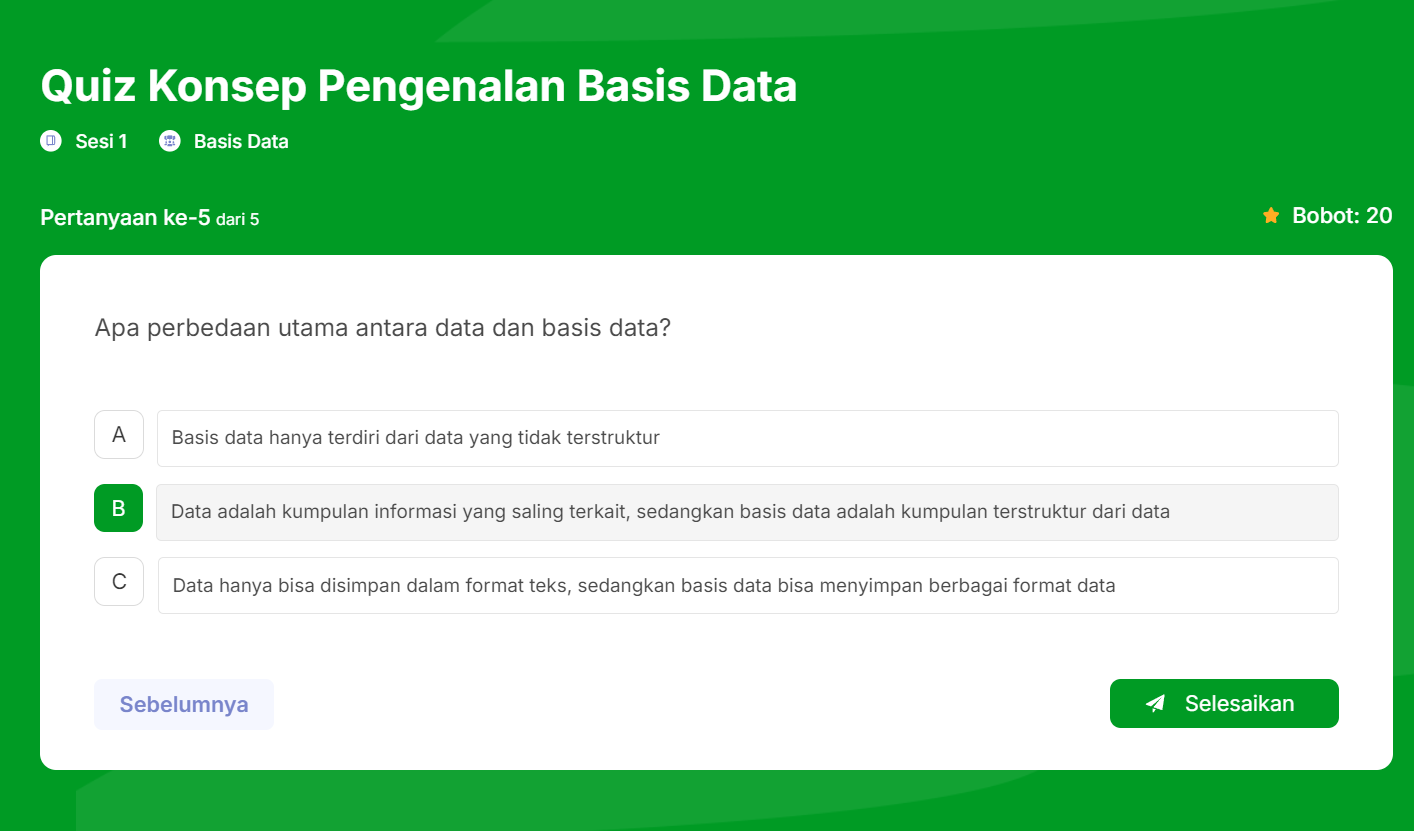 Quiz Konsep Pengenalan Basis Data
Sesi 1 Basis Data
Pertanyaan ke-5 dari 5 Bobot: 20
Apa perbedaan utama antara data dan basis data?
A Basis data hanya terdiri dari data yang tidak terstruktur
B Data adalah kumpulan informasi yang saling terkait, sedangkan basis data adalah kumpulan terstruktur dari data
C Data hanya bisa disimpan dalam format teks, sedangkan basis data bisa menyimpan berbagai format data
Sebelumnya Selesaikan